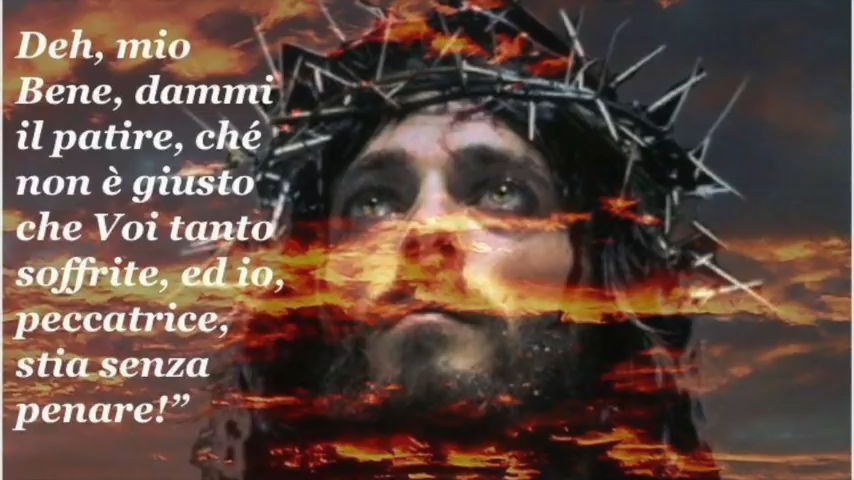 Deh, mio
Bene, dammi
il patire, ché
non è giusto
che Voi tanto
soffrite, ed io,
peccatrice,
stia senza
penare!”